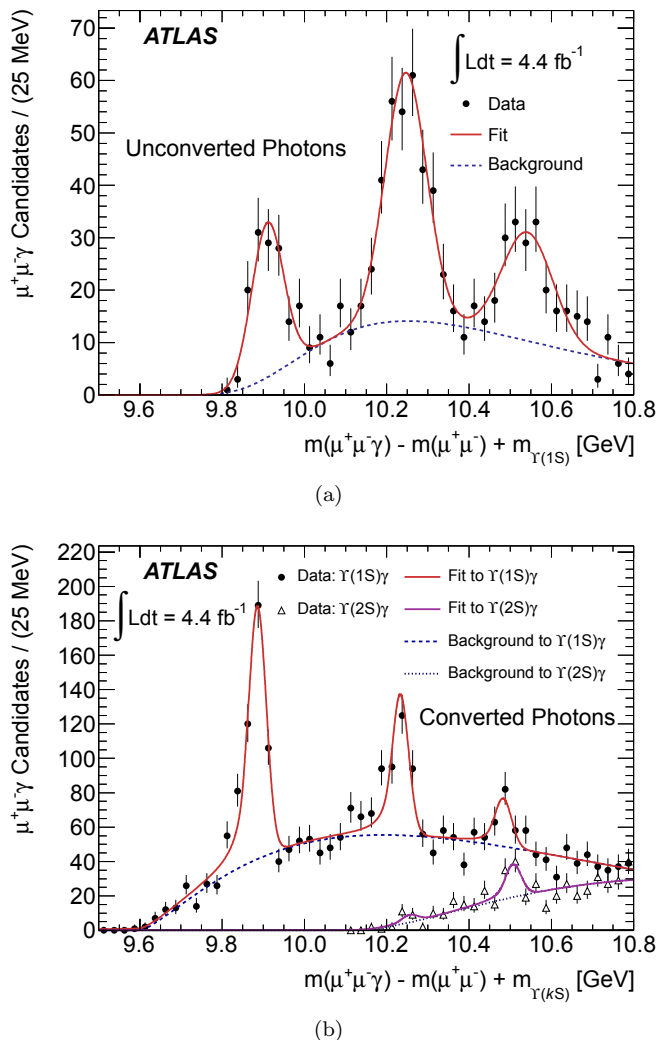 ATLAS
∫ Ldt = 4.4 fb⁻¹
Data
Fit
Background
Unconverted Photons
μ⁺μ⁻γ Candidates / (25 MeV)
70
60
50
40
30
20
10
0
9.6 9.8 10.0 10.2 10.4 10.6 10.8
m(μ⁺μ⁻γ) - m(μ⁺μ⁻) + m_Υ(1S) [GeV]
(a)
ATLAS
∫ Ldt = 4.4 fb⁻¹
Data: Υ(1S)γ
Data: Υ(2S)γ
Fit to Υ(1S)γ
Fit to Υ(2S)γ
Background to Υ(1S)γ
Background to Υ(2S)γ
Converted Photons
μ⁺μ⁻γ Candidates / (25 MeV)
220
200
180
160
140
120
100
80
60
40
20
0
9.6 9.8 10.0 10.2 10.4 10.6 10.8
m(μ⁺μ⁻γ) - m(μ⁺μ⁻) + m_Υ(kS) [GeV]
(b)